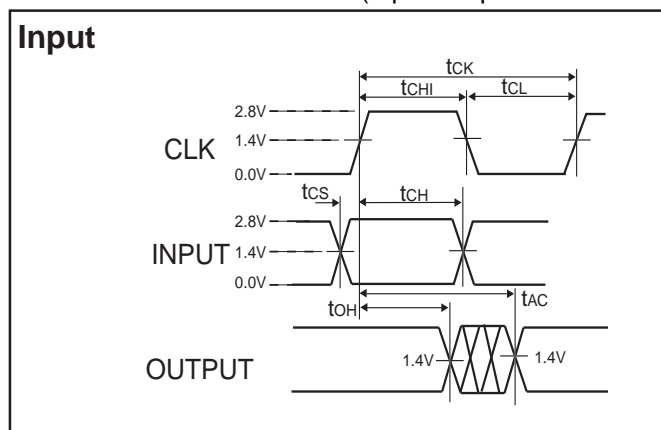 Input
tCK
tCHI
tCL
2.8V
CLK
1.4V
0.0V
tCS
tCH
2.8V
INPUT
1.4V
0.0V
tOH
tAC
1.4V
1.4V
OUTPUT